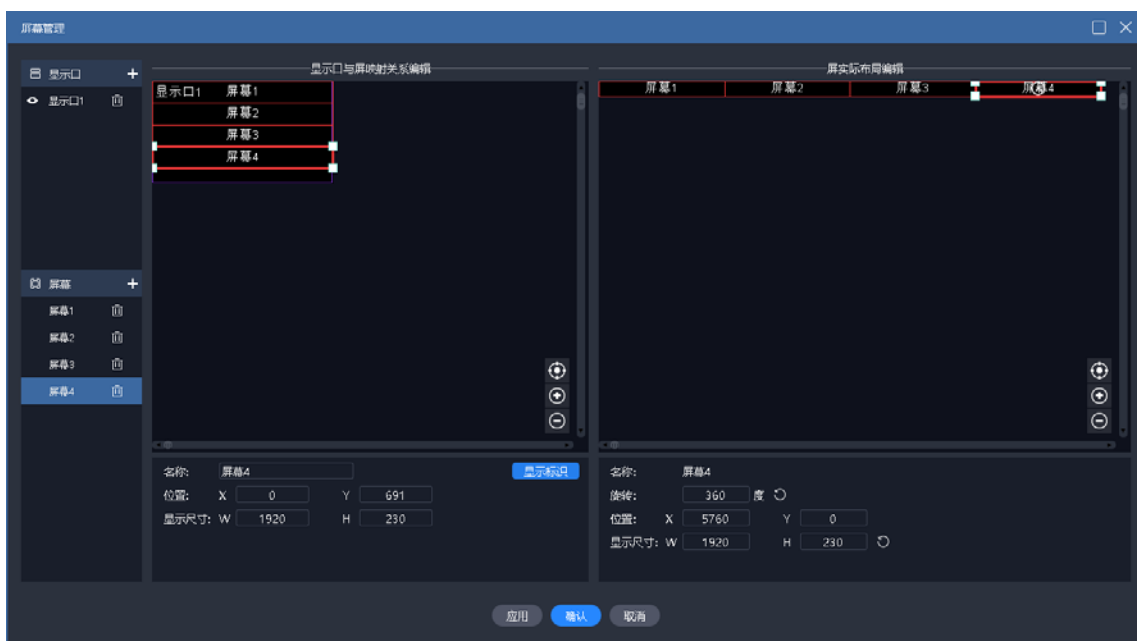 屏幕管理
显示口
显示口1
屏幕
屏幕1
屏幕2
屏幕3
屏幕4
显示口与屏映射关系编辑
显示口1 屏幕1
屏幕2
屏幕3
屏幕4
名称: 屏幕4 显示标识
位置: X 0 Y 691
显示尺寸: W 1920 H 230
屏实际布局编辑
屏幕1 屏幕2 屏幕3 屏幕4
名称: 屏幕4
旋转: 360 度
位置: X 5760 Y 0
显示尺寸: W 1920 H 230
应用 确认 取消